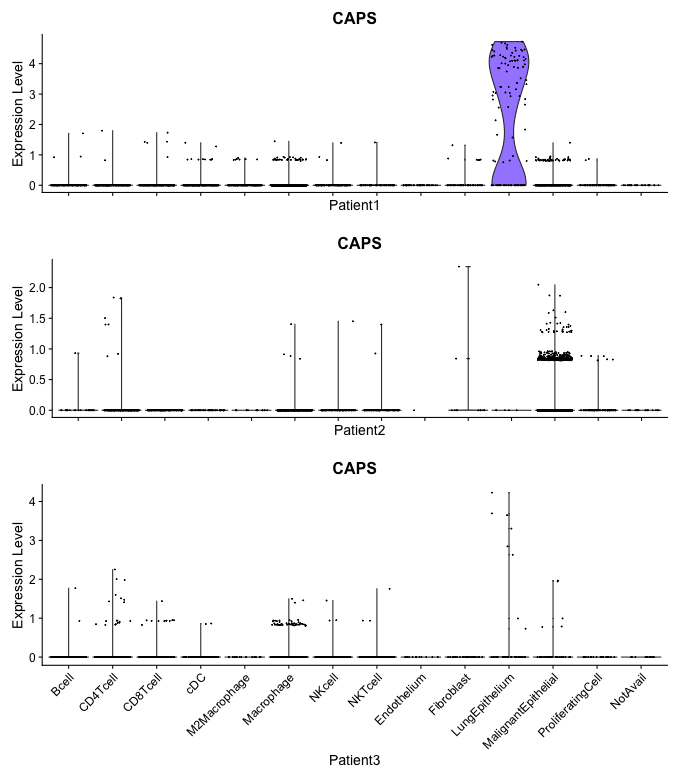 CAPS
Expression Level
4
3
2
1
0
Patient1
CAPS
Expression Level
2.0
1.5
1.0
0.5
0.0
Patient2
CAPS
Expression Level
4
3
2
1
0
Bcell
CD4Tcell
CD8Tcell
cDC
M2Macrophage
Macrophage
NKcell
NKTcell
Endothelium
Fibroblast
LungEpithelium
MalignantEpithelial
ProliferatingCell
NotAvail
Patient3